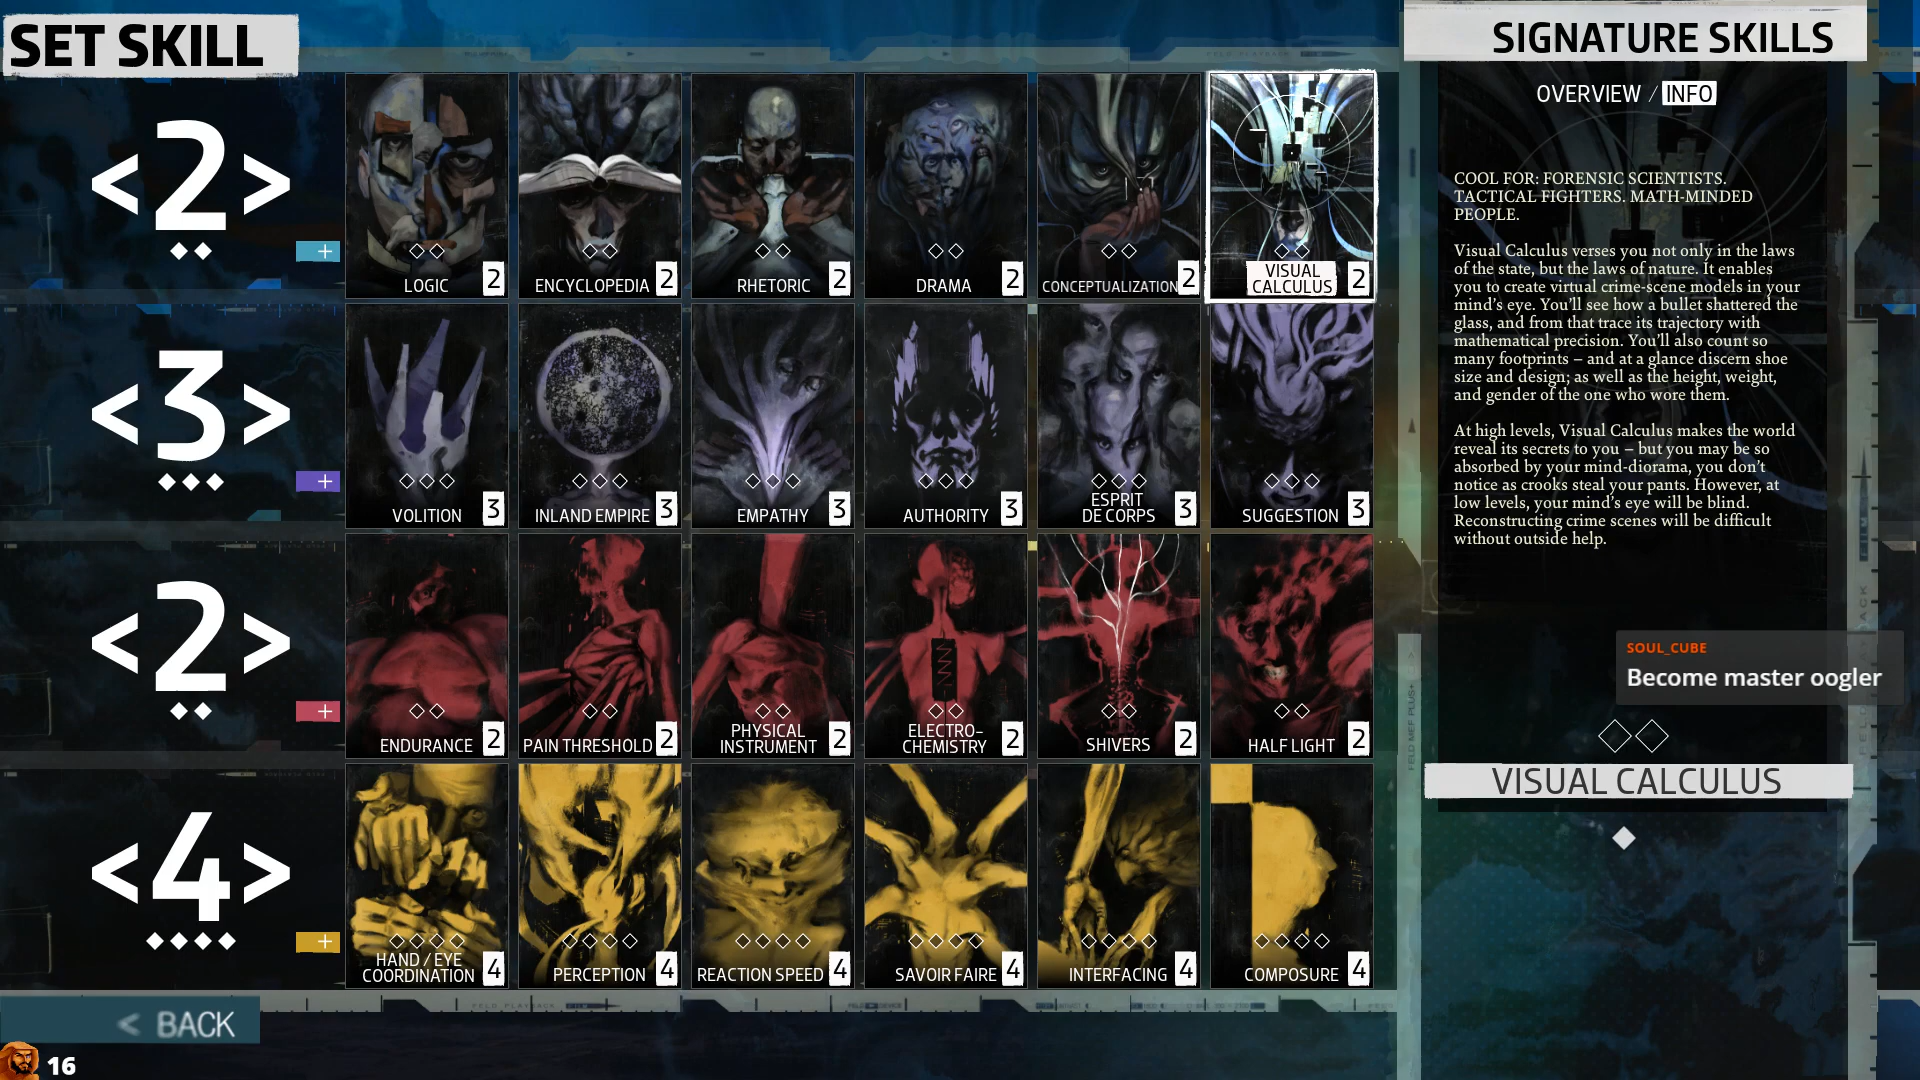 SET SKILL
<2>
+
LOGIC 2
ENCYCLOPEDIA 2
RHETORIC 2
DRAMA 2
CONCEPTUALIZATION 2
VISUAL
CALCULUS 2
<3>
+
VOLITION 3
INLAND EMPIRE 3
EMPATHY 3
AUTHORITY 3
ESPRIT
DE CORPS 3
SUGGESTION 3
<2>
+
ENDURANCE 2
PAIN THRESHOLD 2
PHYSICAL
INSTRUMENT 2
ELECTRO-
CHEMISTRY 2
SHIVERS 2
HALF LIGHT 2
<4>
+
HAND / EYE
COORDINATION 4
PERCEPTION 4
REACTION SPEED 4
SAVOIR FAIRE 4
INTERFACING 4
COMPOSURE 4
< BACK
16
SIGNATURE SKILLS
OVERVIEW / INFO
COOL FOR: FORENSIC SCIENTISTS.
TACTICAL FIGHTERS. MATH-MINDED
PEOPLE.
Visual Calculus verses you not only in the laws
of the state, but the laws of nature. It enables
you to create virtual crime-scene models in your
mind's eye. You'll see how a bullet shattered the
glass, and from that trace its trajectory with
mathematical precision. You'll also count so
many footprints – and at a glance discern shoe
size and design; as well as the height, weight,
and gender of the one who wore them.
At high levels, Visual Calculus makes the world
reveal its secrets to you – but you may be so
absorbed by your mind-diorama, you don't
notice as crooks steal your pants. However, at
low levels, your mind's eye will be blind.
Reconstructing crime scenes will be difficult
without outside help.
SOUL_CUBE
Become master oogler
VISUAL CALCULUS